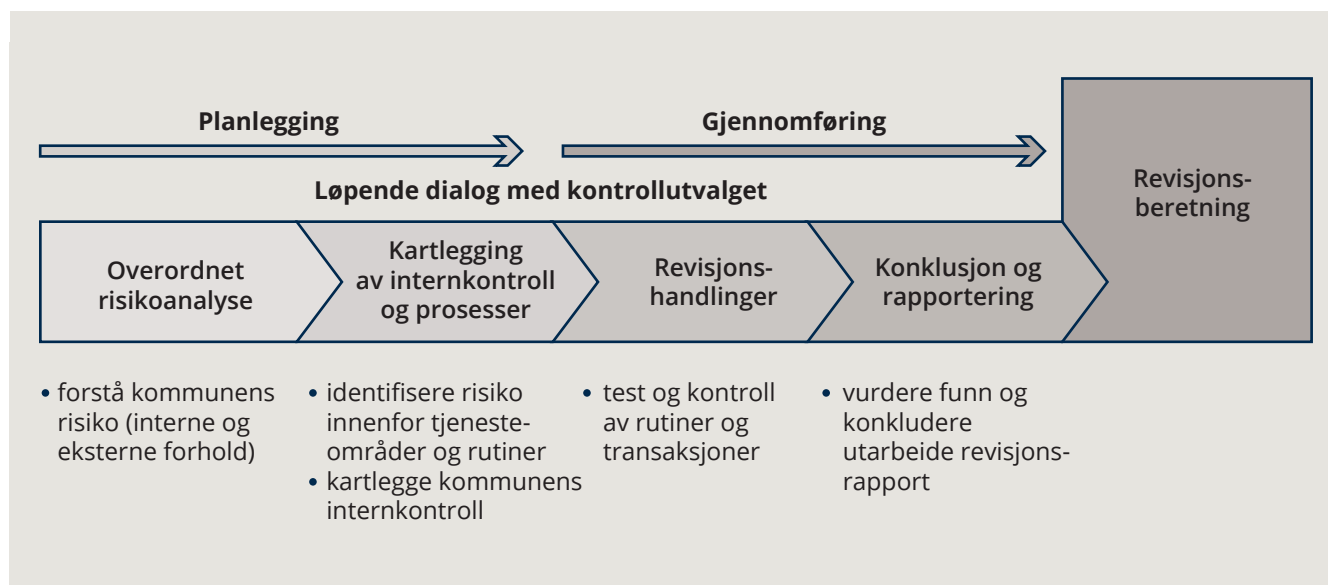 Planlegging
Gjennomføring
Løpende dialog med kontrollutvalget
Overordnet
risikoanalyse
Kartlegging
av internkontroll
og prosesser
Revisjons-
handlinger
Konklusjon og
rapportering
Revisjons-
beretning
• forstå kommunens
risiko (interne og
eksterne forhold)
• identifisere risiko
innenfor tjeneste-
områder og rutiner
• kartlegge kommunens
internkontroll
• test og kontroll
av rutiner og
transaksjoner
• vurdere funn og
konkludere
utarbeide revisjons-
rapport